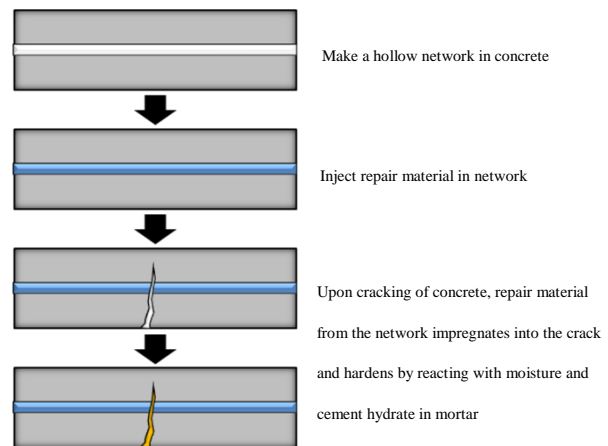 Make a hollow network in concrete
Inject repair material in network
Upon cracking of concrete, repair material
from the network impregnates into the crack
and hardens by reacting with moisture and
cement hydrate in mortar